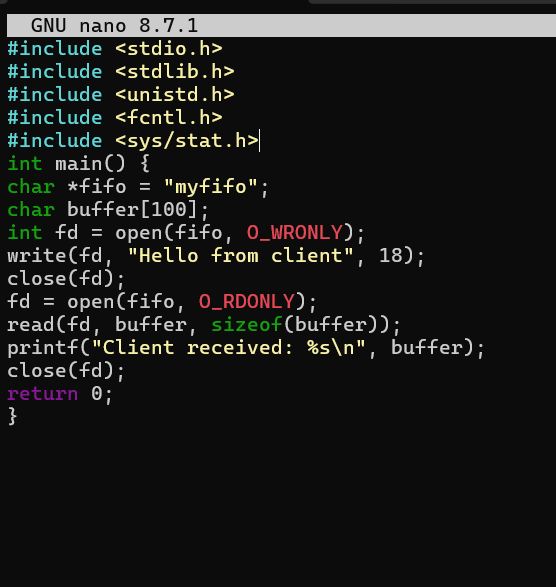 GNU nano 8.7.1
#include <stdio.h>
#include <stdlib.h>
#include <unistd.h>
#include <fcntl.h>
#include <sys/stat.h>
int main() {
char *fifo = "myfifo";
char buffer[100];
int fd = open(fifo, O_WRONLY);
write(fd, "Hello from client", 18);
close(fd);
fd = open(fifo, O_RDONLY);
read(fd, buffer, sizeof(buffer));
printf("Client received: %s\n", buffer);
close(fd);
return 0;
}